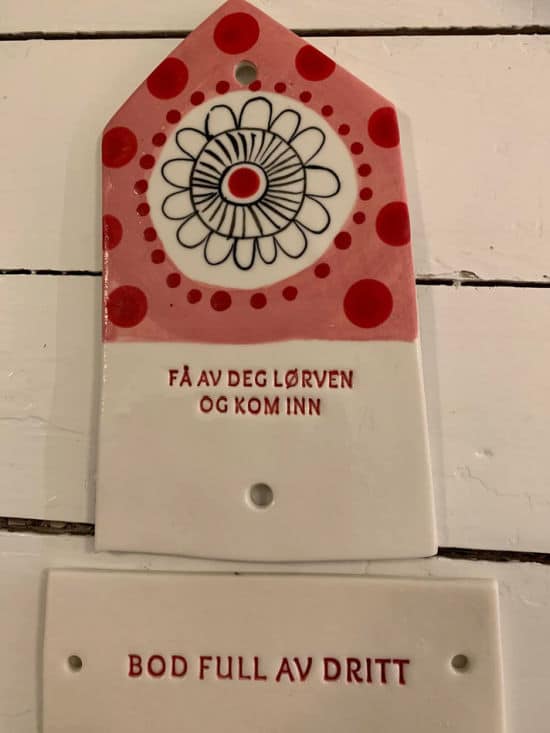 FÅ AV DEG LØRVEN
OG KOM INN
BOD FULL AV DRITT